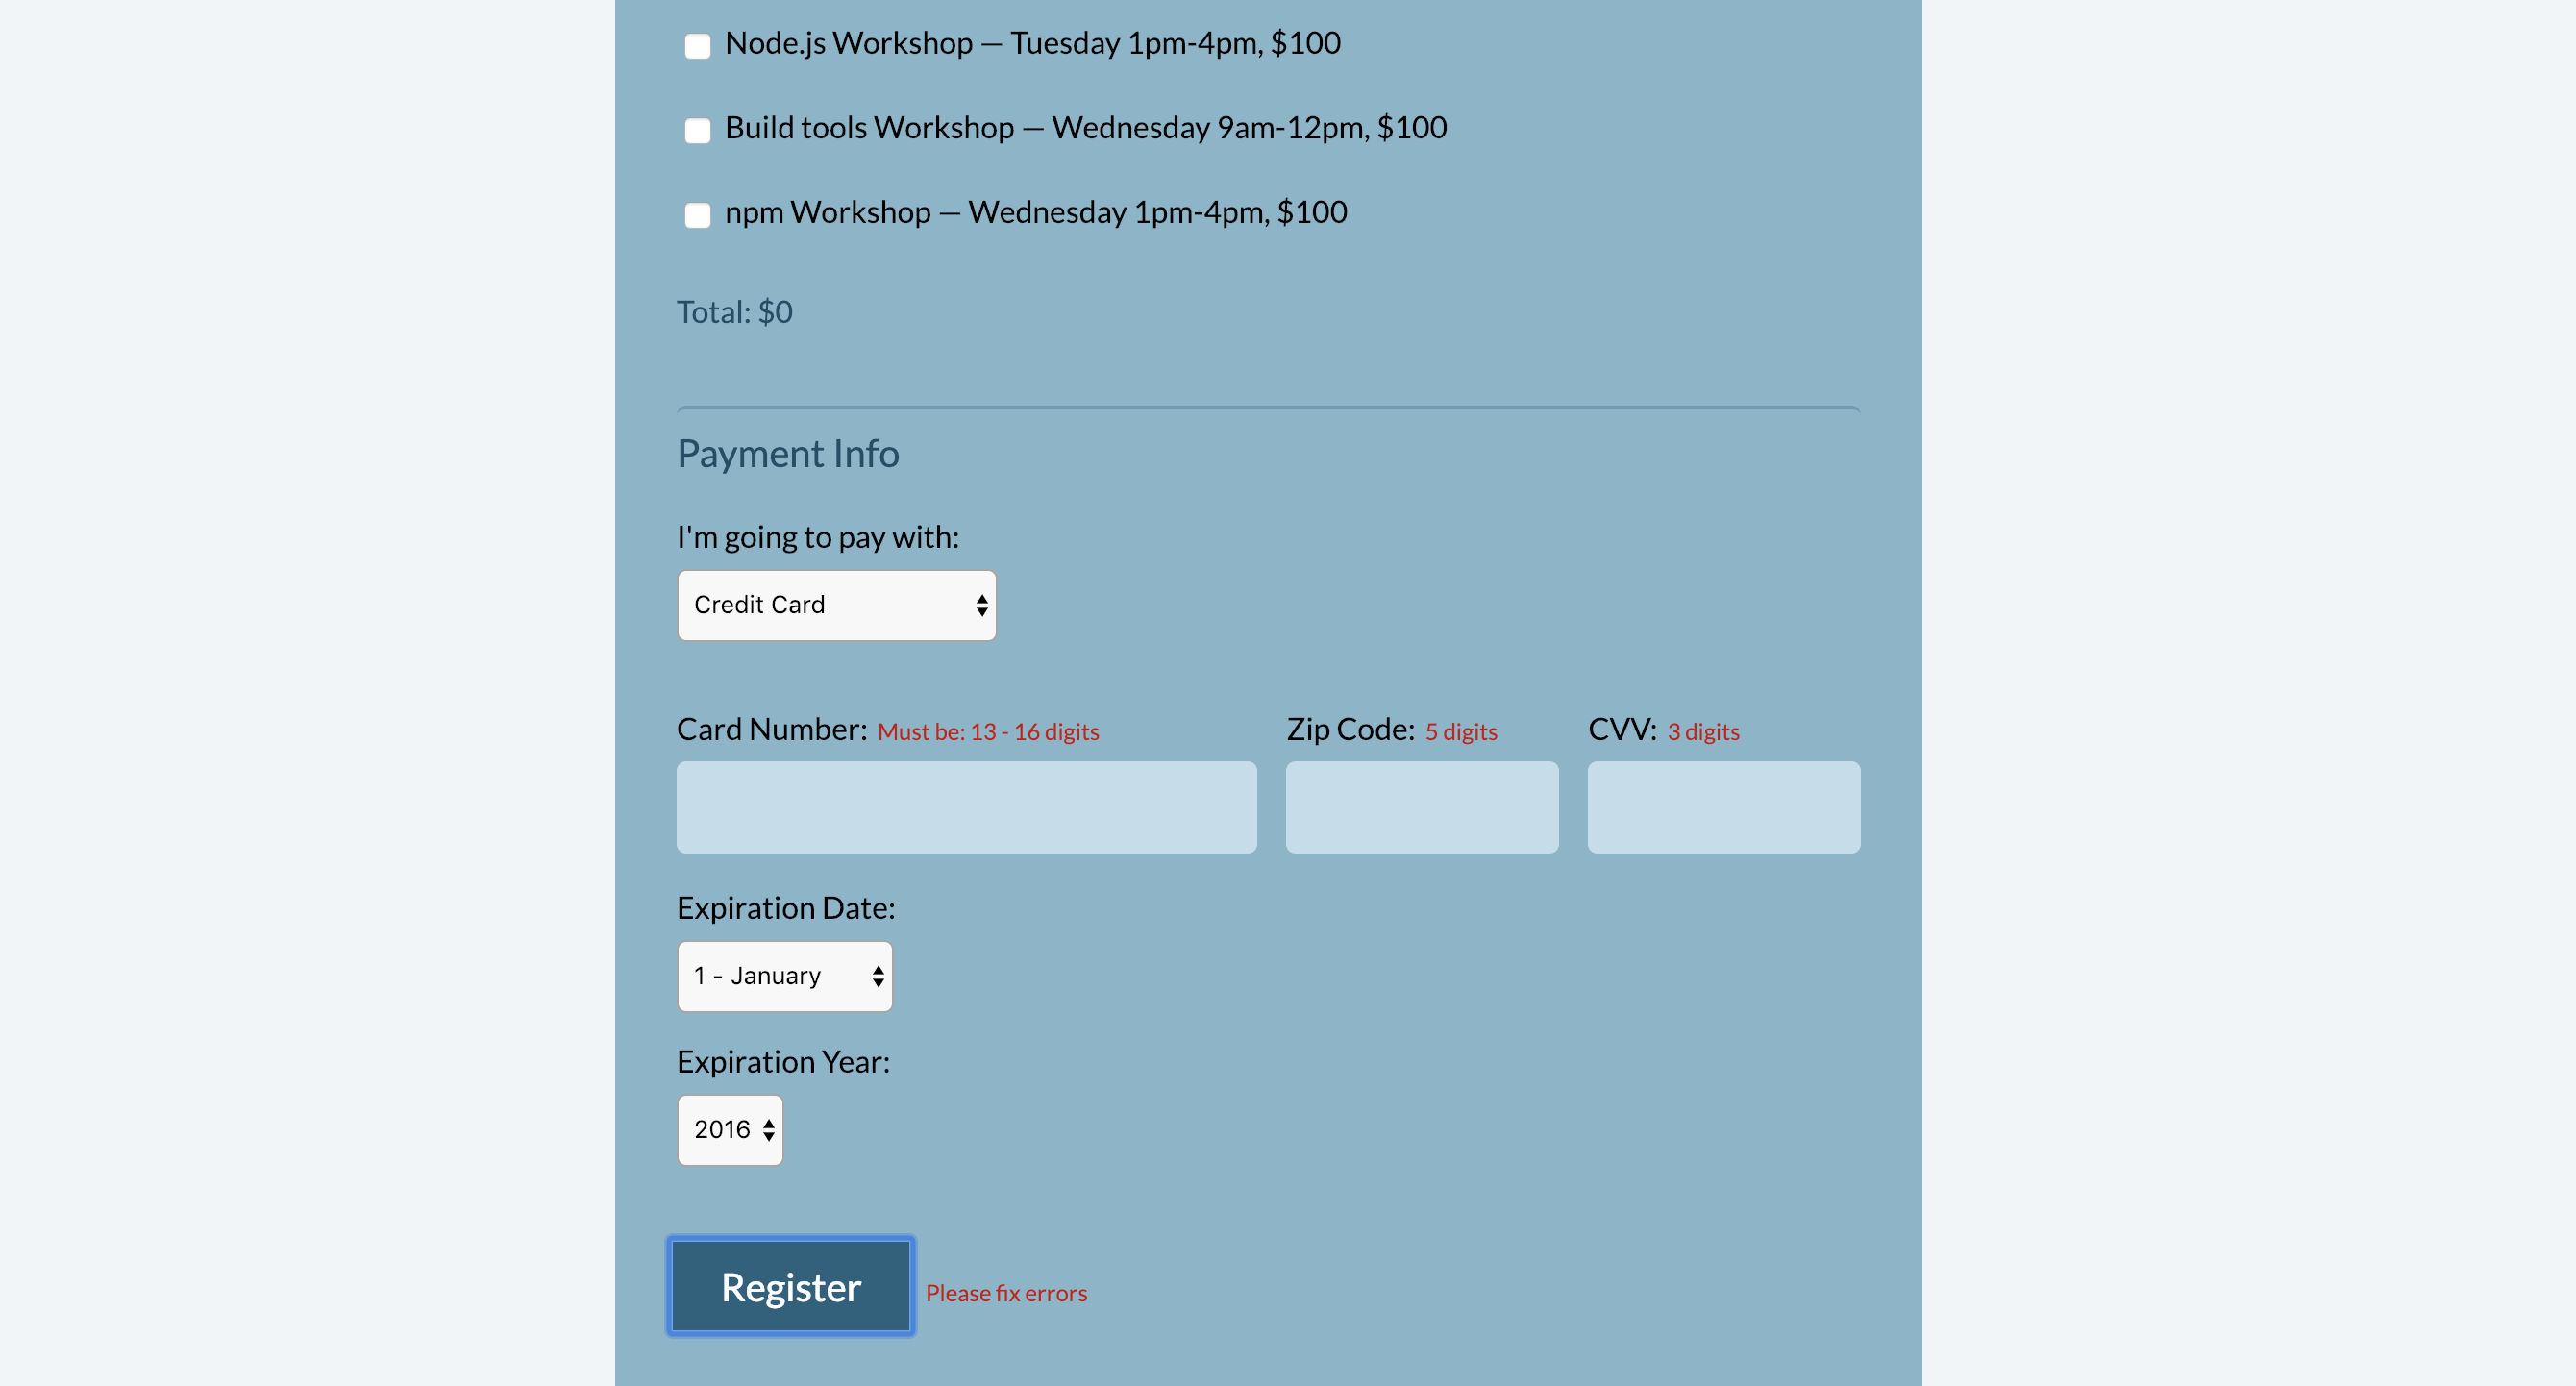 Node.js Workshop — Tuesday 1pm-4pm, $100
Build tools Workshop — Wednesday 9am-12pm, $100
npm Workshop — Wednesday 1pm-4pm, $100
Total: $0
Payment Info
I'm going to pay with:
Credit Card
Card Number: Must be: 13 - 16 digits Zip Code: 5 digits CVV: 3 digits
Expiration Date:
1 - January
Expiration Year:
2016
Register Please fix errors